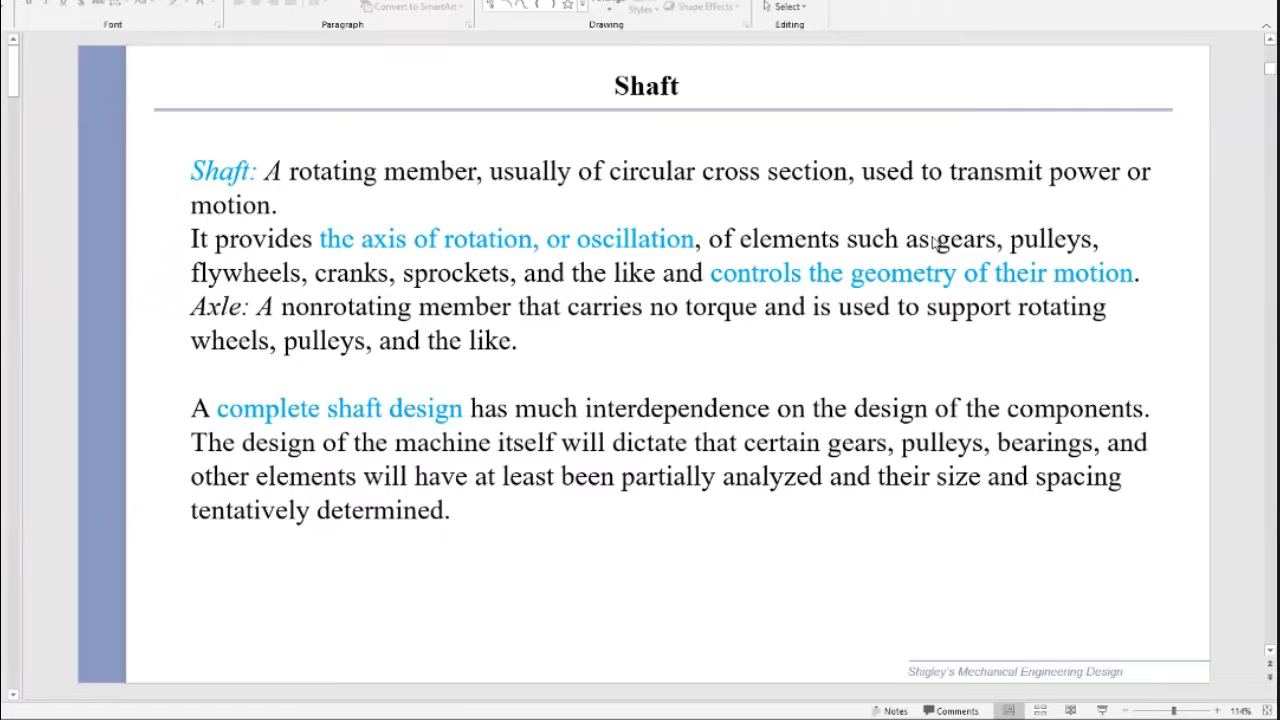 Convert to SmartArt
Styles
Shape Effects
Select
Font
Paragraph
Drawing
Editing
Shaft
Shaft: A rotating member, usually of circular cross section, used to transmit power or
motion.
It provides the axis of rotation, or oscillation, of elements such as gears, pulleys,
flywheels, cranks, sprockets, and the like and controls the geometry of their motion.
Axle: A nonrotating member that carries no torque and is used to support rotating
wheels, pulleys, and the like.
A complete shaft design has much interdependence on the design of the components.
The design of the machine itself will dictate that certain gears, pulleys, bearings, and
other elements will have at least been partially analyzed and their size and spacing
tentatively determined.
Shigley's Mechanical Engineering Design
Notes Comments 114%